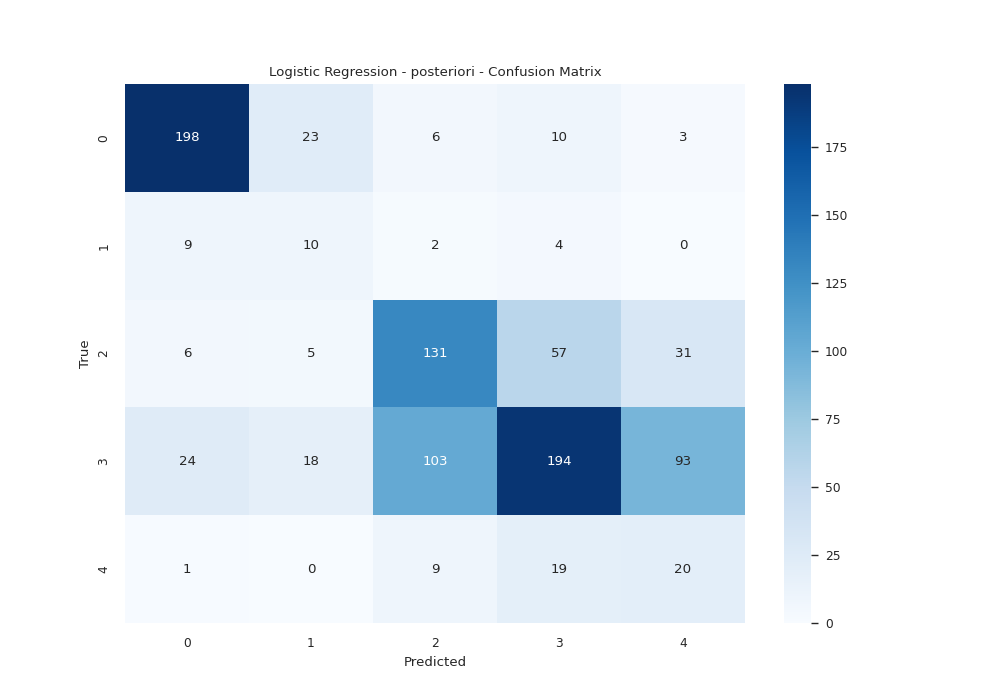 Logistic Regression - posteriori - Confusion Matrix
0 198 23 6 10 3
1 9 10 2 4 0
2 6 5 131 57 31
3 24 18 103 194 93
4 1 0 9 19 20
0 1 2 3 4
True
Predicted
175
150
125
100
75
50
25
0